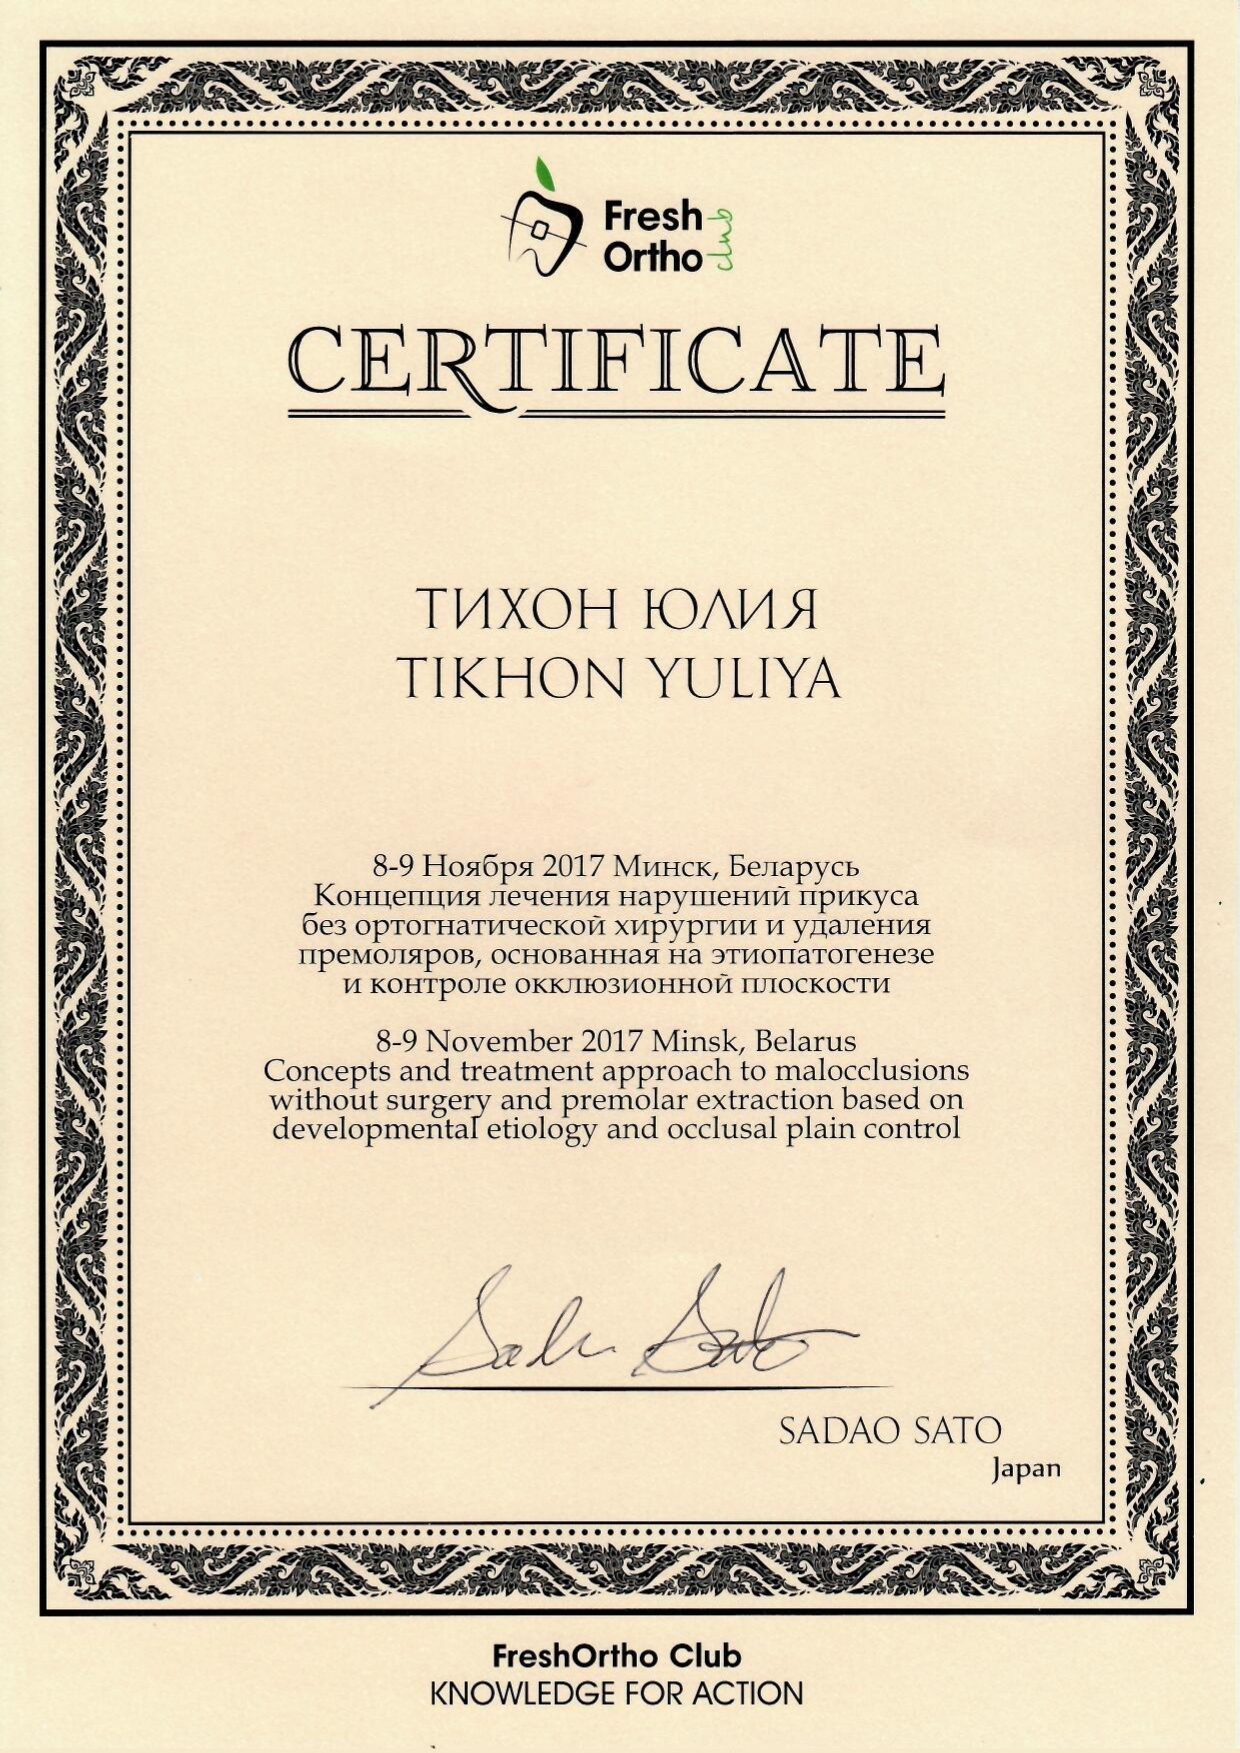 Fresh
Ortho club
CERTIFICATE
ТИХОН ЮЛИЯ
TIKHON YULIYA
8-9 Ноября 2017 Минск, Беларусь
Концепция лечения нарушений прикуса
без ортогнатической хирургии и удаления
премоляров, основанная на этиопатогенезе
и контроле окклюзионной плоскости
8-9 November 2017 Minsk, Belarus
Concepts and treatment approach to malocclusions
without surgery and premolar extraction based on
developmental etiology and occlusal plain control
Sadao Sato
SADAO SATO
Japan
FreshOrtho Club
KNOWLEDGE FOR ACTION